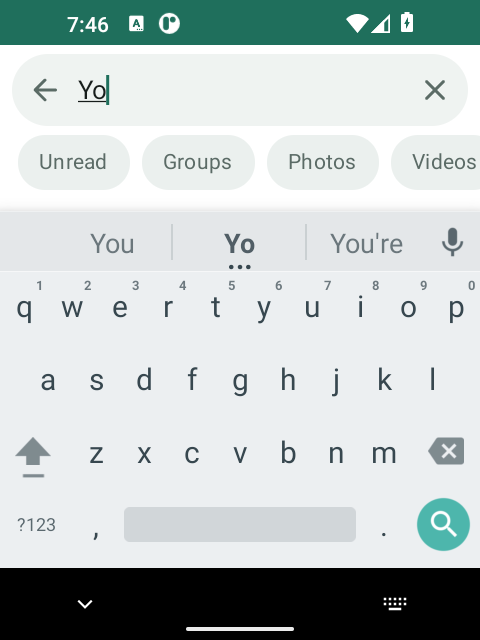 7:46 A
Yo
Unread Groups Photos Videos
You Yo You're
1 2 3 4 5 6 7 8 9 0
q w e r t y u i o p
a s d f g h j k l
z x c v b n m
?123 , .